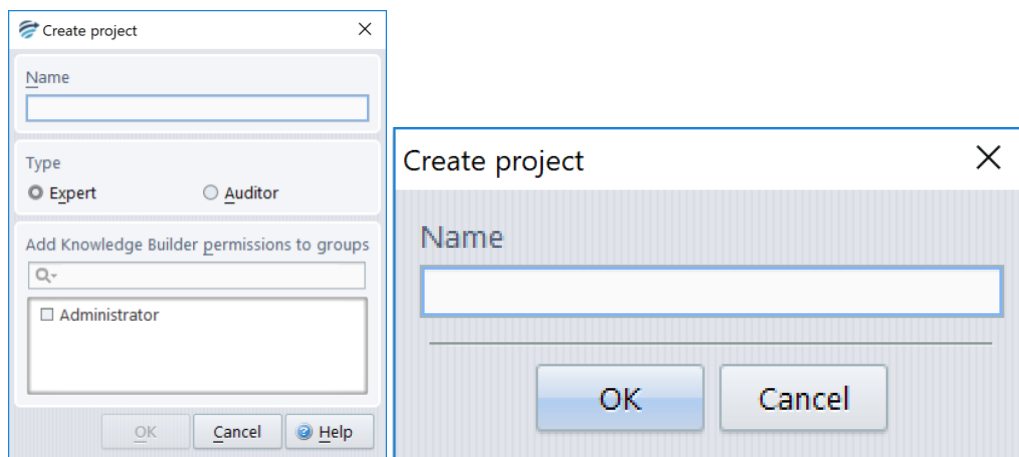 Create project
Name
Type
Expert Auditor
Add Knowledge Builder permissions to groups
Administrator
OK Cancel Help
Create project
Name
OK Cancel